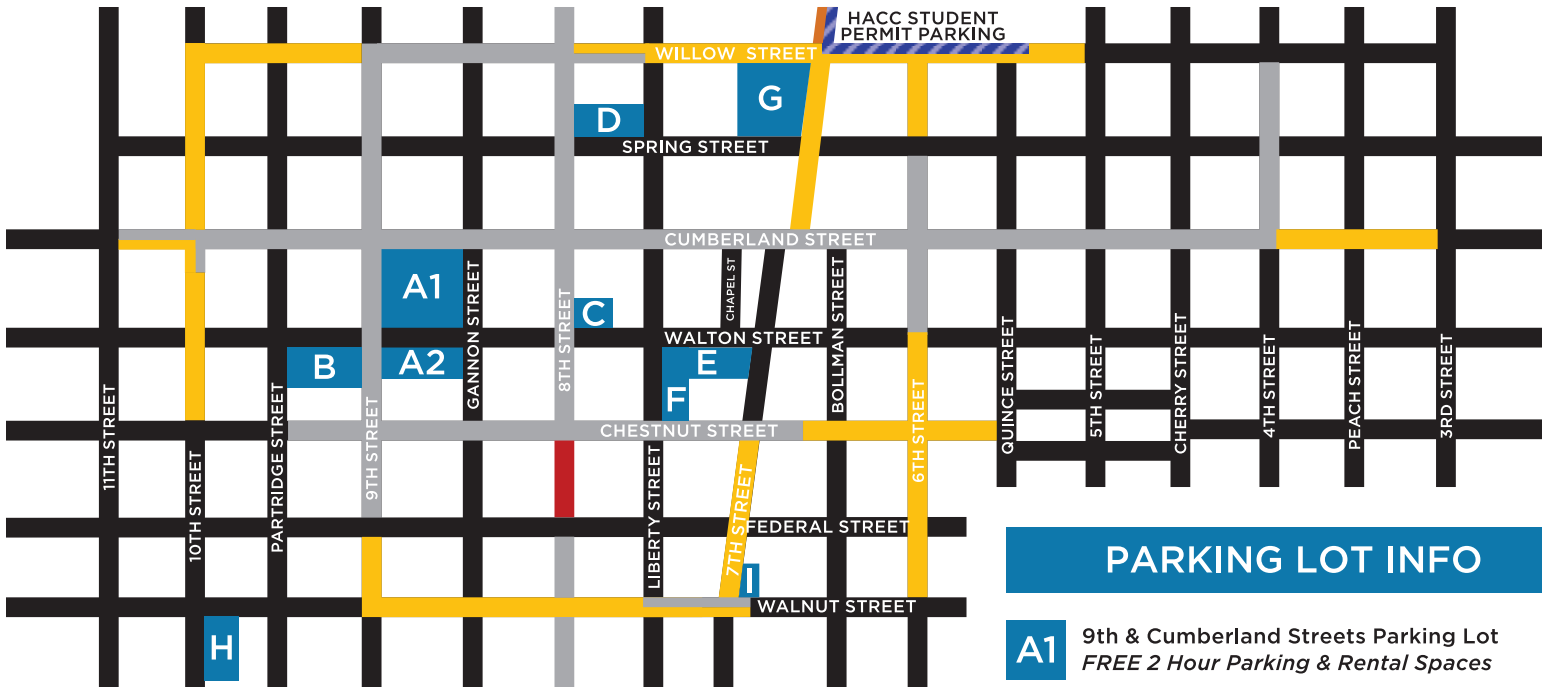 HACC STUDENT
PERMIT PARKING
WILLOW STREET
G
D
SPRING STREET
CUMBERLAND STREET
A1
GANNON STREET
8TH STREET
C
CHAPEL ST
BOLLMAN STREET
WALTON STREET
B
A2
E
F
11TH STREET
10TH STREET
PARTRIDGE STREET
9TH STREET
CHESTNUT STREET
LIBERTY STREET
7TH STREET
6TH STREET
QUINCE STREET
5TH STREET
CHERRY STREET
4TH STREET
PEACH STREET
3RD STREET
FEDERAL STREET
I
WALNUT STREET
H
PARKING LOT INFO
A1
9th & Cumberland Streets Parking Lot
FREE 2 Hour Parking & Rental Spaces